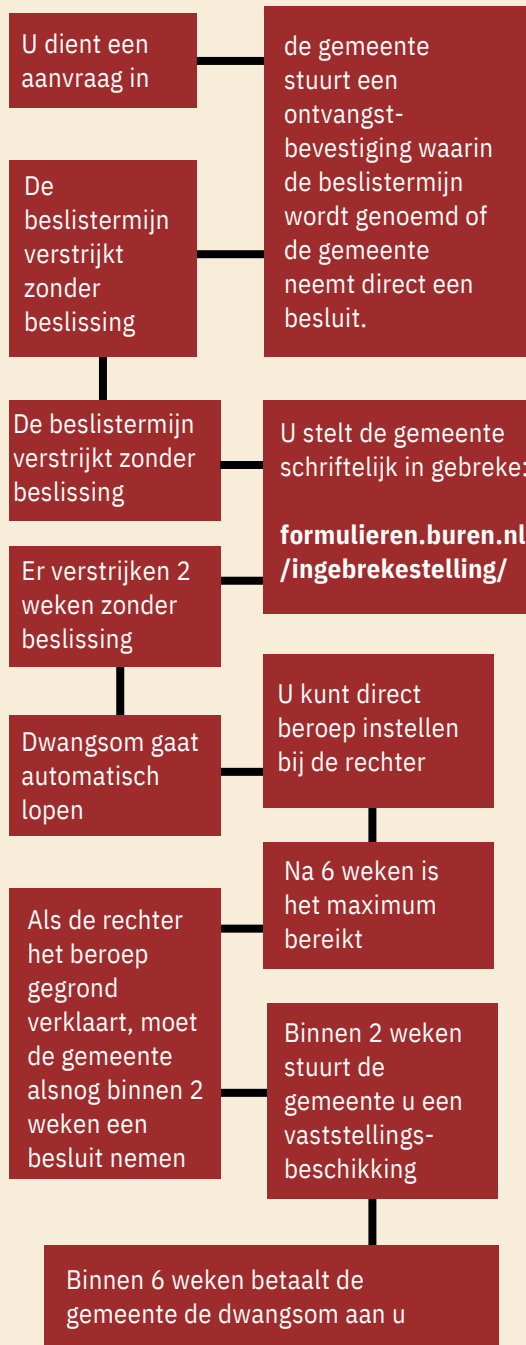 U dient een
aanvraag in
de gemeente
stuurt een
ontvangst-
bevestiging waarin
de beslistermijn
wordt genoemd of
de gemeente
neemt direct een
besluit.
De
beslistermijn
verstrijkt
zonder
beslissing
De beslistermijn
verstrijkt zonder
beslissing
U stelt de gemeente
schriftelijk in gebreke:
formulieren.buren.nl
/ingebrekestelling/
Er verstrijken 2
weken zonder
beslissing
Dwangsom gaat
automatisch
lopen
U kunt direct
beroep instellen
bij de rechter
Na 6 weken is
het maximum
bereikt
Als de rechter
het beroep
gegrond
verklaart, moet
de gemeente
alsnog binnen 2
weken een
besluit nemen
Binnen 2 weken
stuurt de
gemeente u een
vaststellings-
beschikking
Binnen 6 weken betaalt de
gemeente de dwangsom aan u